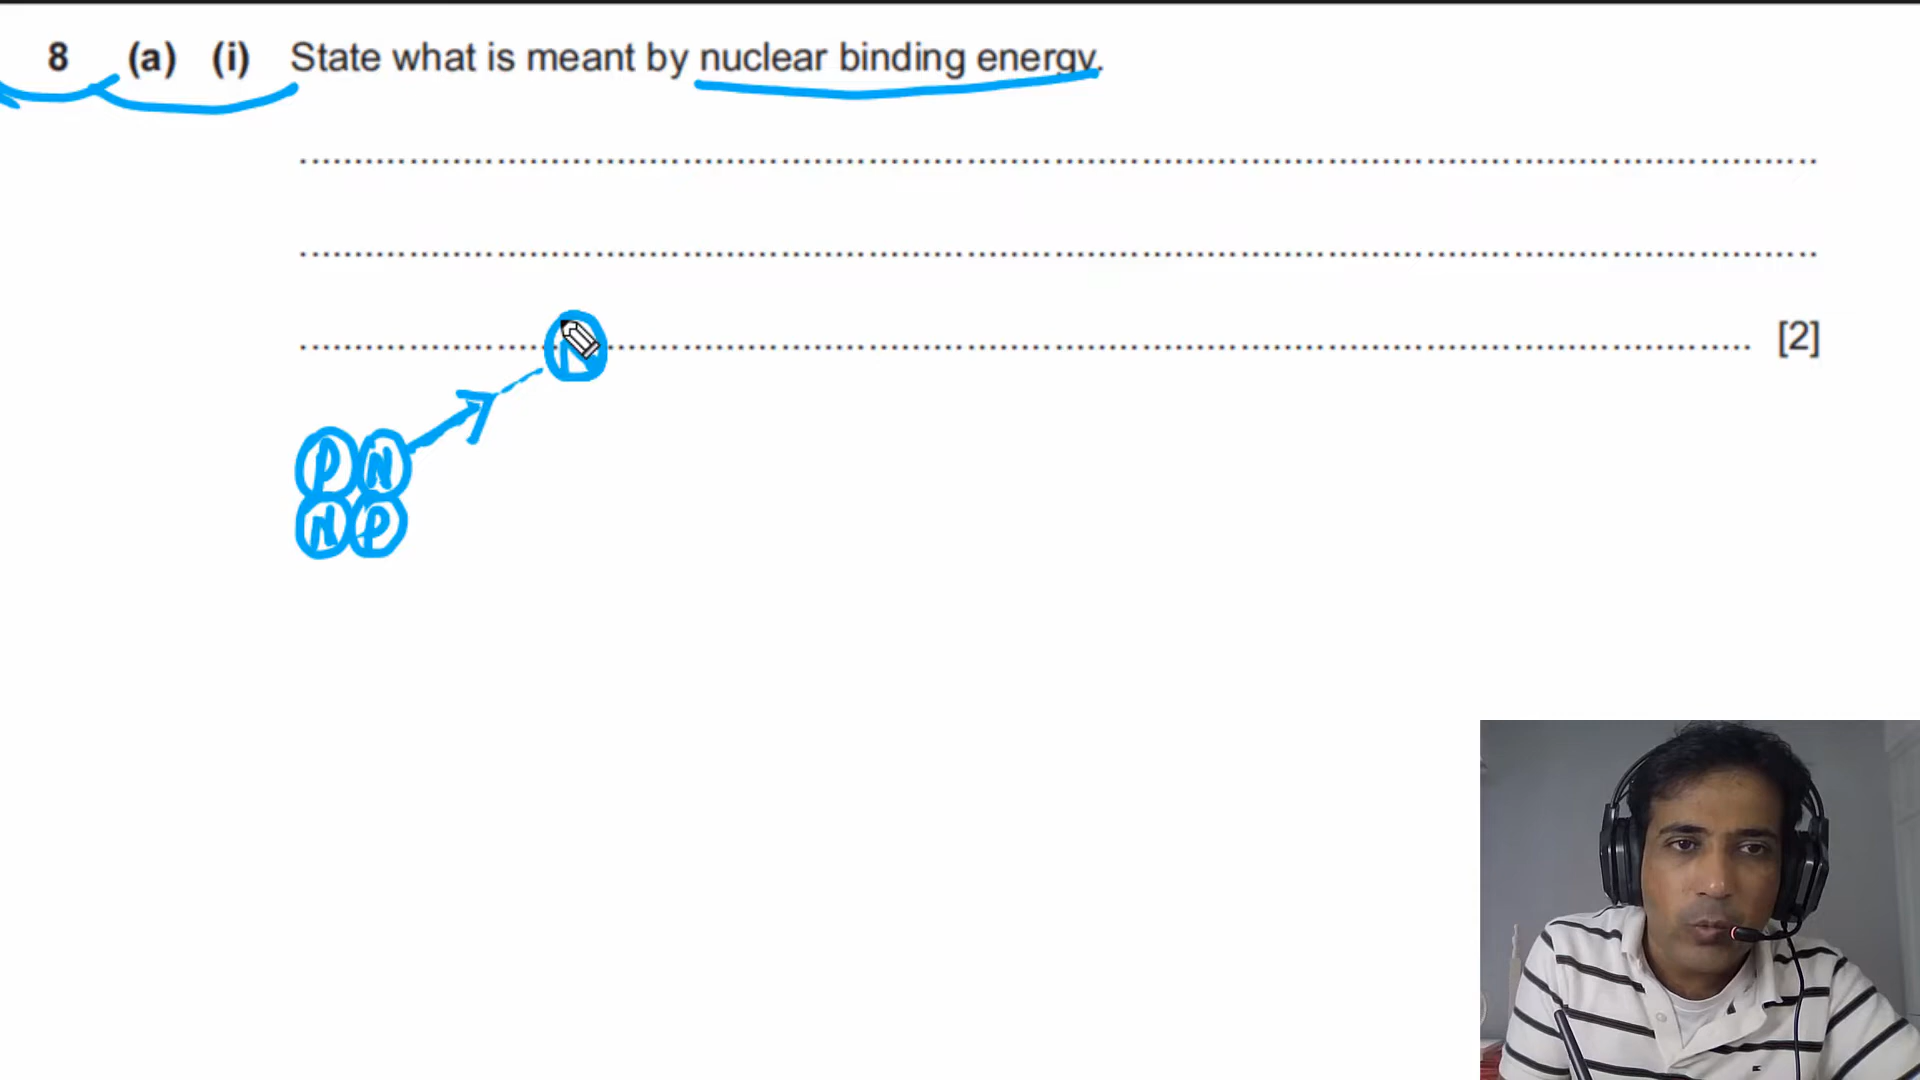 8 (a) (i) State what is meant by nuclear binding energy.
[2]
N
P N
N P